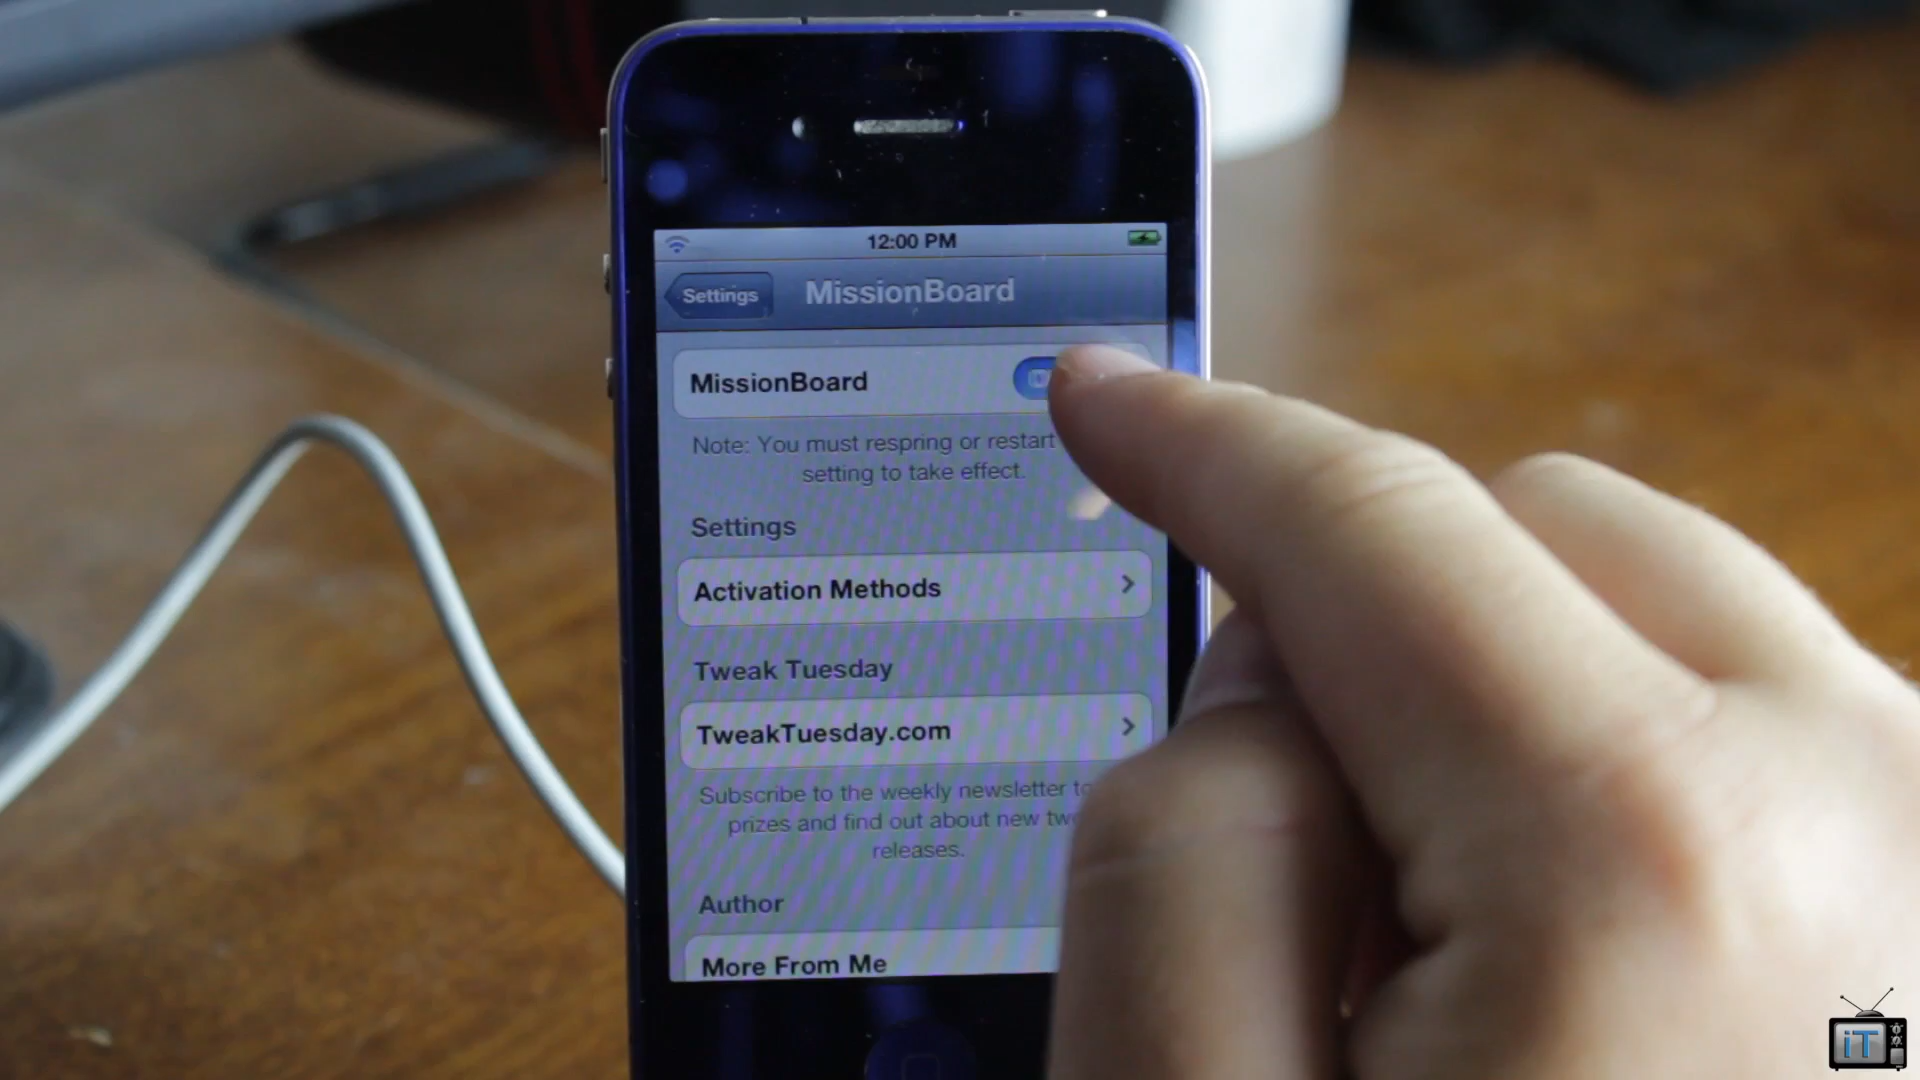 12:00 PM
Settings
MissionBoard
MissionBoard
Note: You must respring or restart
setting to take effect.
Settings
Activation Methods
Tweak Tuesday
TweakTuesday.com
Subscribe to the weekly newsletter
prizes and find out about new
releases.
Author
More From Me
iT